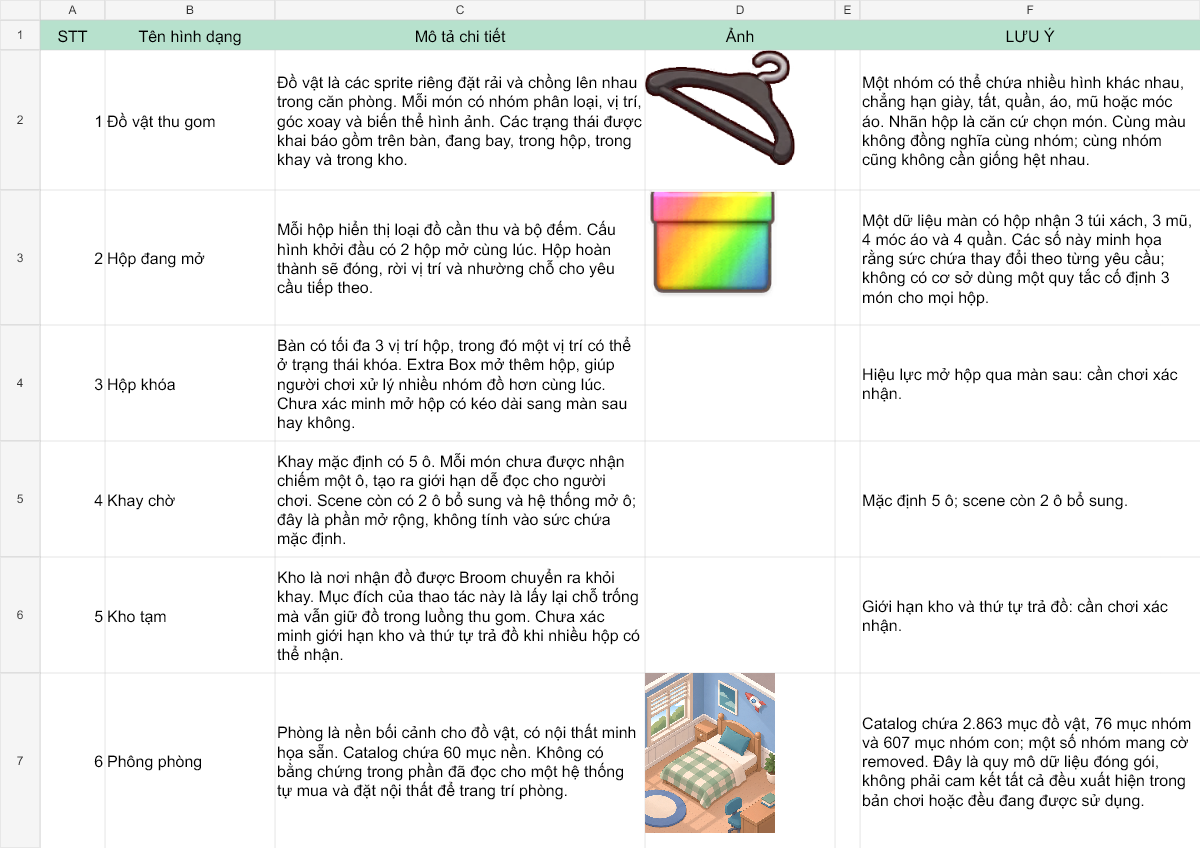 A B C D E F
1 STT Tên hình dạng Mô tả chi tiết Ảnh LƯU Ý
2
1 Đồ vật thu gom
Đồ vật là các sprite riêng đặt rải và chồng lên nhau
trong căn phòng. Mỗi món có nhóm phân loại, vị trí,
góc xoay và biến thể hình ảnh. Các trạng thái được
khai báo gồm trên bàn, đang bay, trong hộp, trong
khay và trong kho.
Một nhóm có thể chứa nhiều hình khác nhau,
chẳng hạn giày, tất, quần, áo, mũ hoặc móc
áo. Nhãn hộp là căn cứ chọn món. Cùng màu
không đồng nghĩa cùng nhóm; cùng nhóm
cũng không cần giống hệt nhau.
3
2 Hộp đang mở
Mỗi hộp hiển thị loại đồ cần thu và bộ đếm. Cấu
hình khởi đầu có 2 hộp mở cùng lúc. Hộp hoàn
thành sẽ đóng, rời vị trí và nhường chỗ cho yêu
cầu tiếp theo.
Một dữ liệu màn có hộp nhận 3 túi xách, 3 mũ,
4 móc áo và 4 quần. Các số này minh họa
rằng sức chứa thay đổi theo từng yêu cầu;
không có cơ sở dùng một quy tắc cố định 3
món cho mọi hộp.
4
3 Hộp khóa
Bàn có tối đa 3 vị trí hộp, trong đó một vị trí có thể
ở trạng thái khóa. Extra Box mở thêm hộp, giúp
người chơi xử lý nhiều nhóm đồ hơn cùng lúc.
Chưa xác minh mở hộp có kéo dài sang màn sau
hay không.
Hiệu lực mở hộp qua màn sau: cần chơi xác
nhận.
5
4 Khay chờ
Khay mặc định có 5 ô. Mỗi món chưa được nhận
chiếm một ô, tạo ra giới hạn dễ đọc cho người
chơi. Scene còn có 2 ô bổ sung và hệ thống mở ô;
đây là phần mở rộng, không tính vào sức chứa
mặc định.
Mặc định 5 ô; scene còn 2 ô bổ sung.
6
5 Kho tạm
Kho là nơi nhận đồ được Broom chuyển ra khỏi
khay. Mục đích của thao tác này là lấy lại chỗ trống
mà vẫn giữ đồ trong luồng thu gom. Chưa xác
minh giới hạn kho và thứ tự trả đồ khi nhiều hộp có
thể nhận.
Giới hạn kho và thứ tự trả đồ: cần chơi xác
nhận.
7
6 Phông phòng
Phòng là nền bối cảnh cho đồ vật, có nội thất minh
họa sẵn. Catalog chứa 60 mục nền. Không có
bằng chứng trong phần đã đọc cho một hệ thống
tự mua và đặt nội thất để trang trí phòng.
Catalog chứa 2.863 mục đồ vật, 76 mục nhóm
và 607 mục nhóm con; một số nhóm mang cờ
removed. Đây là quy mô dữ liệu đóng gói,
không phải cam kết tất cả đều xuất hiện trong
bản chơi hoặc đều đang được sử dụng.